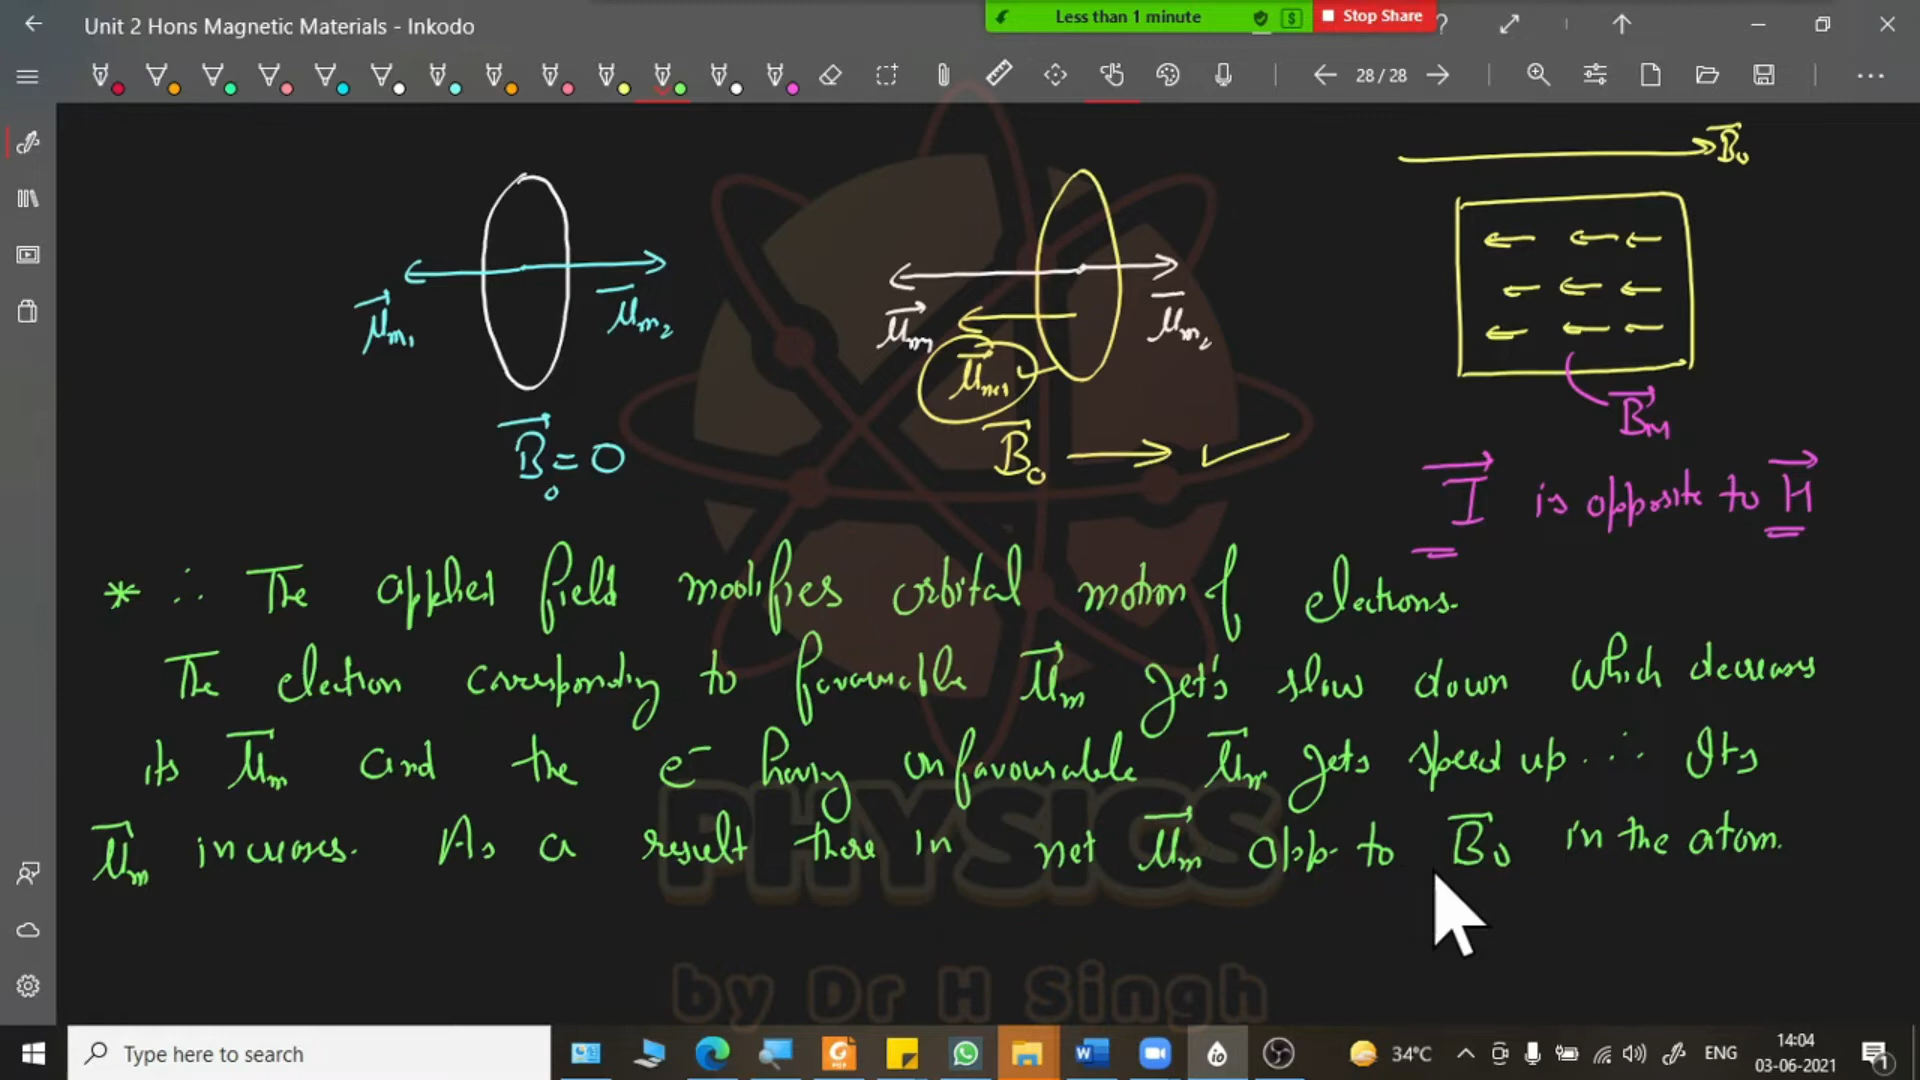 Unit 2 Hons Magnetic Materials - Inkodo
Less than 1 minute
Stop Share
28 / 28
B₀
μm₁
μm₂
μm₂
B₀ = 0
B₀
Bm
I is opposite to H
* ∴ The applied field modifies orbital motion of electrons.
The electron corresponding to favourable μm get's slow down which decreases
its μm and the e⁻ having unfavourable μm gets speed up. ∴ Its
μm increases. As a result there in net μm opp. to B₀ in the atom.
PHYSICS
by Dr H Singh
Type here to search
34°C
ENG
14:04
03-06-2021
1